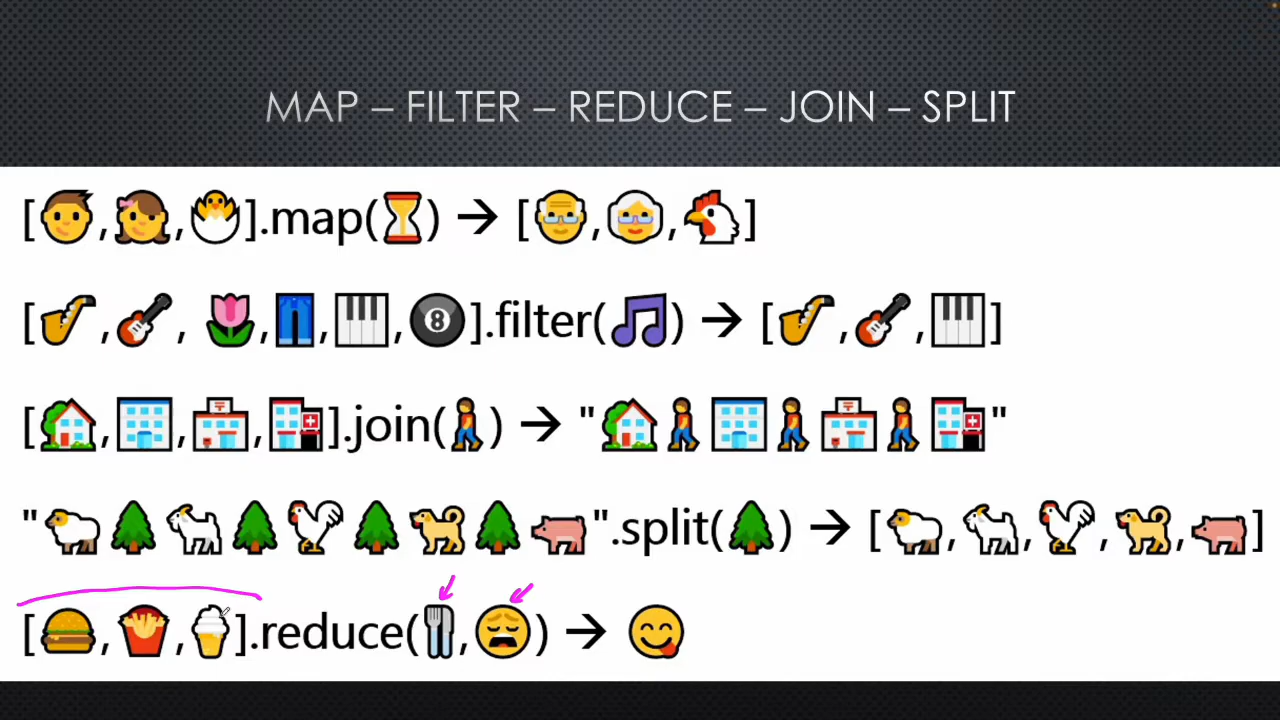 MAP – FILTER – REDUCE – JOIN – SPLIT
[👦,👧,🐣].map(⏳) → [👴,👵,🐔]
[🎷,🎸, 🌷,👖,🎹,🎱].filter(🎵) → [🎷,🎸,🎹]
[🏡,🏢,🏣,🏥].join(🚶) → "🏡🚶🏢🚶🏣🚶🏥"
"🐑🌲🐐🌲🐓🌲🐕🌲🐖".split(🌲) → [🐑,🐐,🐓,🐕,🐖]
[🍔,🍟,🍦].reduce(🍴,😩) → 😋